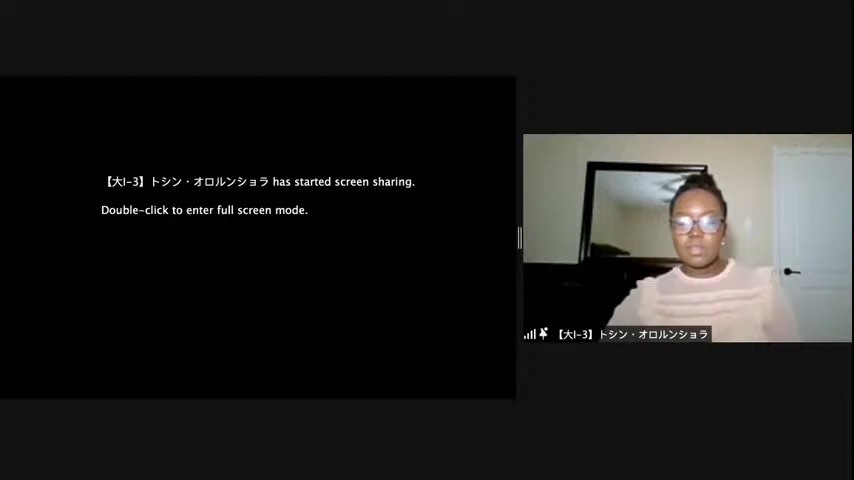 【大I-3】トシン・オロルンショラ has started screen sharing.
Double-click to enter full screen mode.
【大I-3】トシン・オロルンショラ